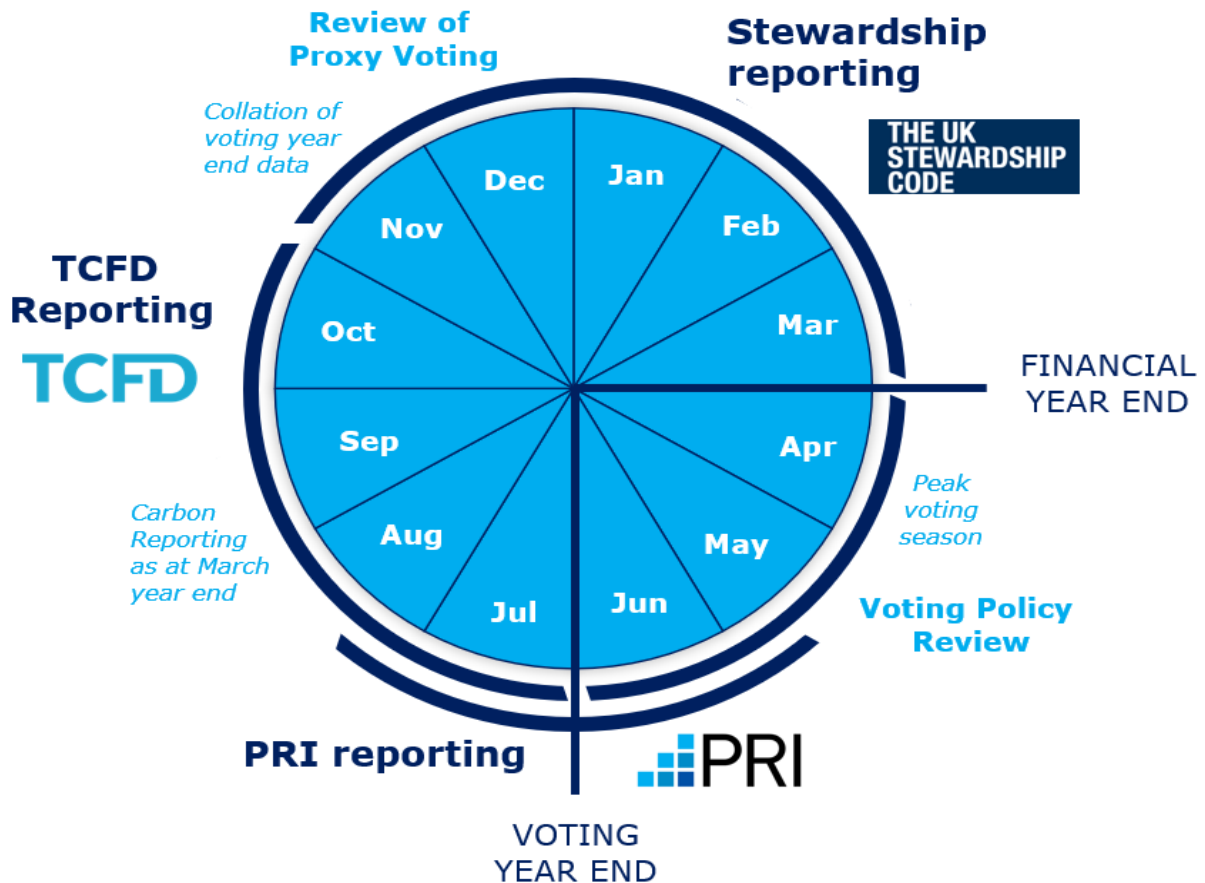 Review of
Proxy Voting
Stewardship
reporting
Collation of
voting year
end data
THE UK
STEWARDSHIP
CODE
Dec
Jan
Nov
Feb
TCFD
Reporting
Oct
Mar
TCFD
FINANCIAL
YEAR END
Sep
Apr
Carbon
Reporting
as at March
year end
Peak
voting
season
Aug
May
Jul
Jun
Voting Policy
Review
PRI reporting
PRI
VOTING
YEAR END